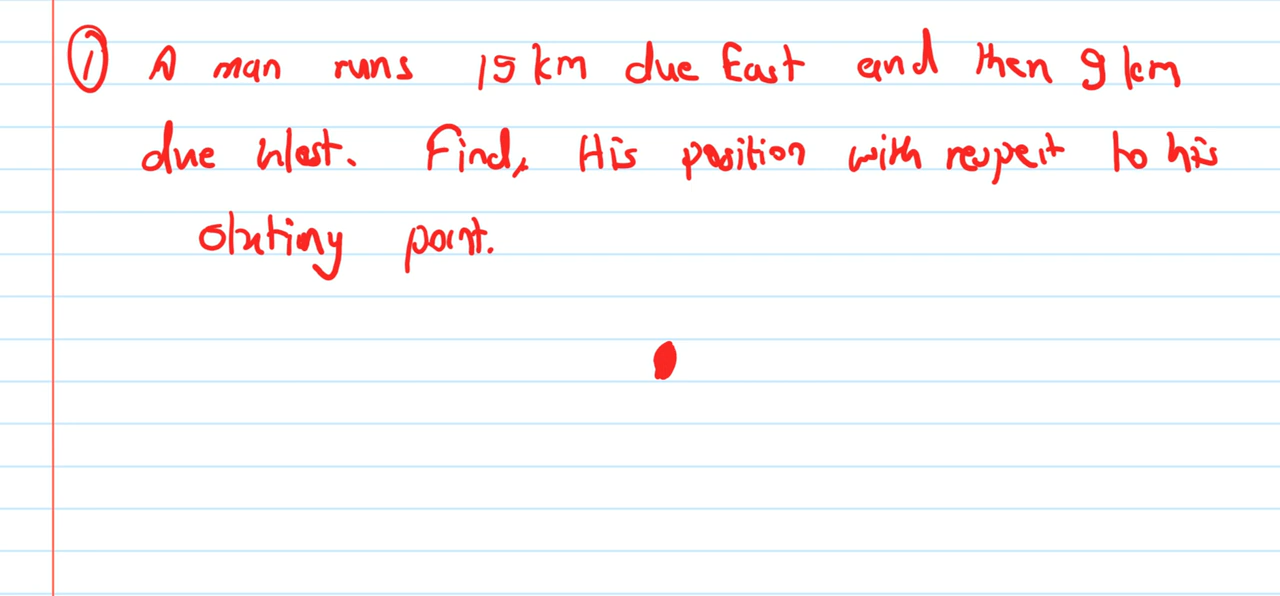 ① A man runs 15 km due East and then 9 km
due West. Find, His position with respect to his
starting point.